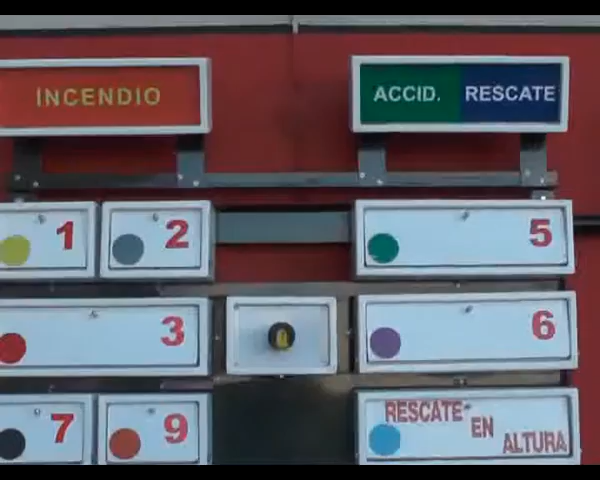 INCENDIO
ACCID. RESCATE
1 2 5
3 6
7 9
RESCATE EN ALTURA